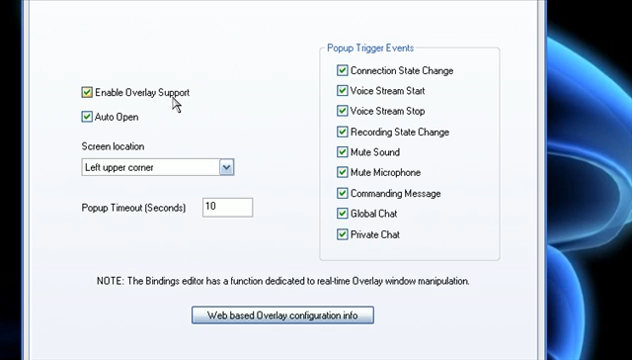 Popup Trigger Events
Enable Overlay Support
Auto Open
Screen location
Left upper corner
Popup Timeout (Seconds)
10
Connection State Change
Voice Stream Start
Voice Stream Stop
Recording State Change
Mute Sound
Mute Microphone
Commanding Message
Global Chat
Private Chat
NOTE: The Bindings editor has a function dedicated to real-time Overlay window manipulation.
Web based Overlay configuration info